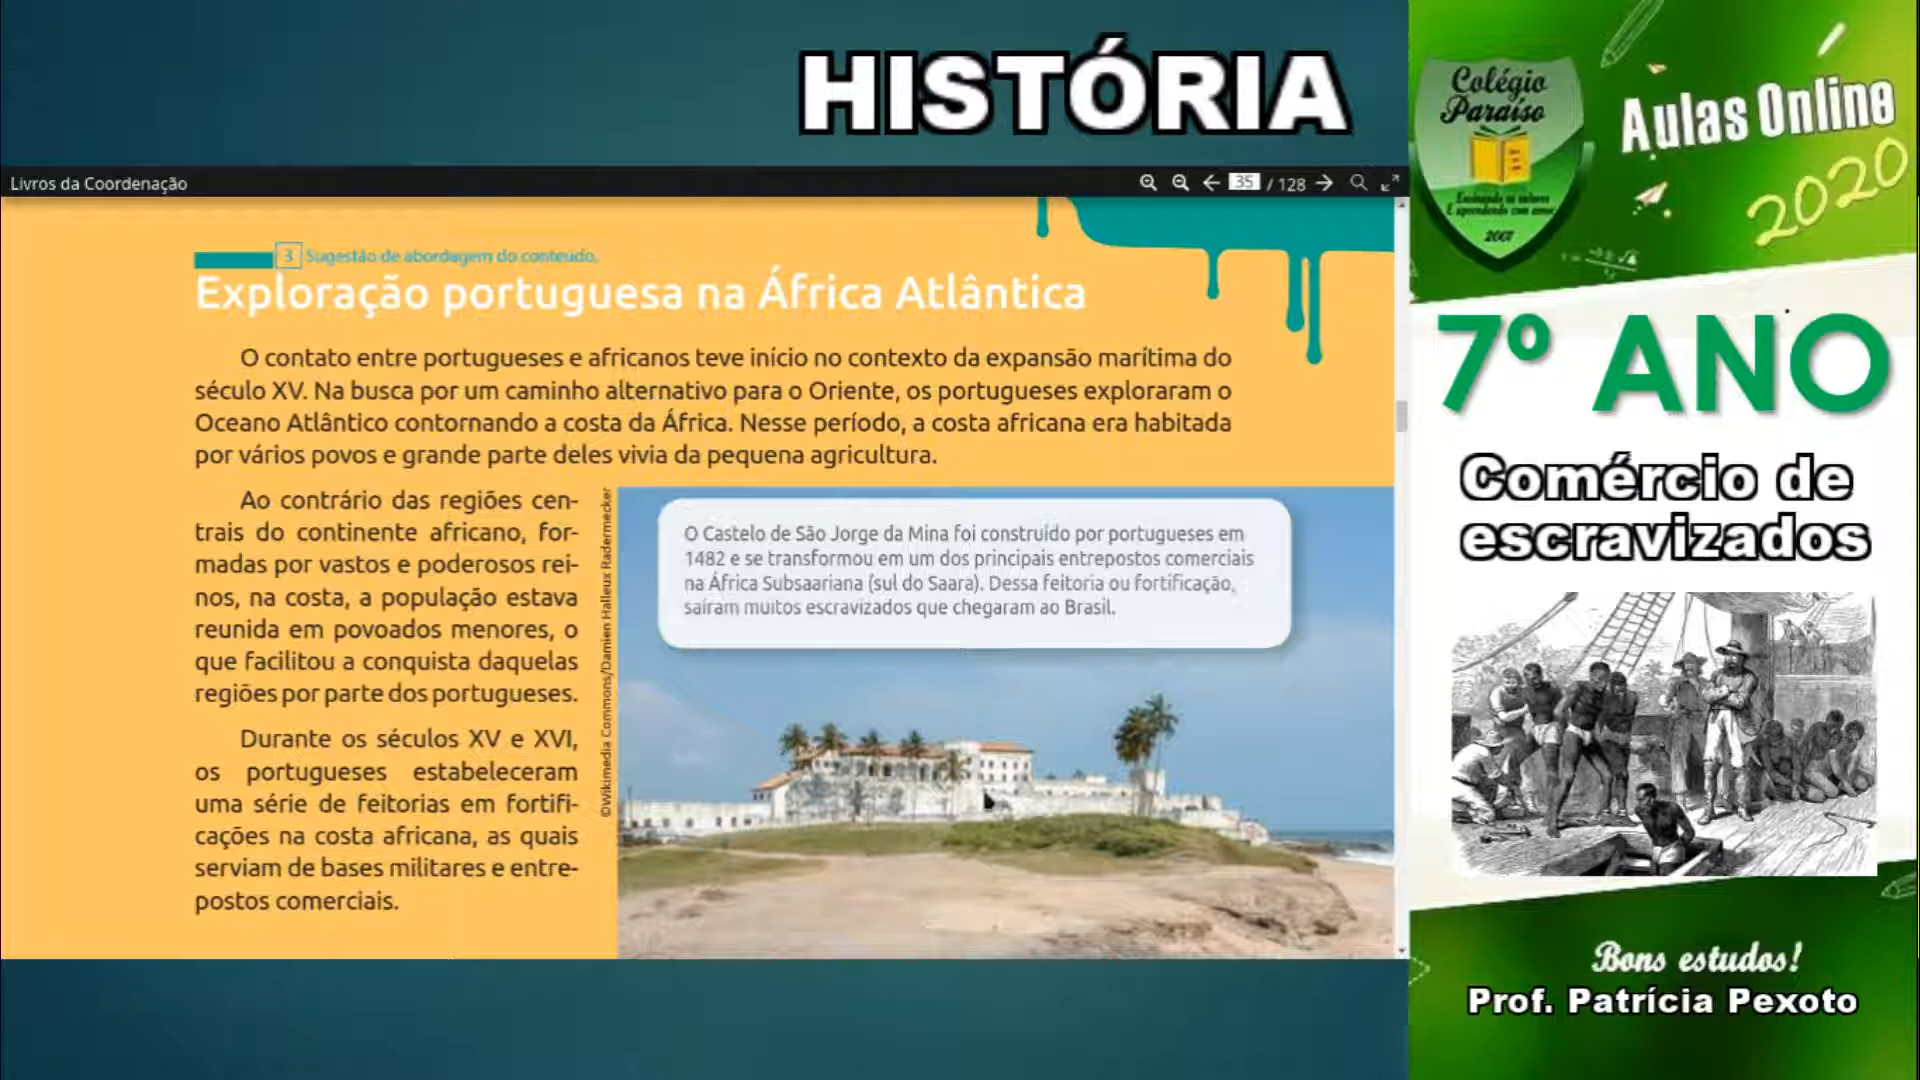 HISTÓRIA
Livros da Coordenação
35 / 128
3 Sugestão de abordagem do conteúdo.
Exploração portuguesa na África Atlântica
O contato entre portugueses e africanos teve início no contexto da expansão marítima do
século XV. Na busca por um caminho alternativo para o Oriente, os portugueses exploraram o
Oceano Atlântico contornando a costa da África. Nesse período, a costa africana era habitada
por vários povos e grande parte deles vivia da pequena agricultura.
Ao contrário das regiões cen-
trais do continente africano, for-
madas por vastos e poderosos rei-
nos, na costa, a população estava
reunida em povoados menores, o
que facilitou a conquista daquelas
regiões por parte dos portugueses.
Durante os séculos XV e XVI,
os portugueses estabeleceram
uma série de feitorias em fortifi-
cações na costa africana, as quais
serviam de bases militares e entre-
postos comerciais.
©Wikimedia Commons/Damien Halleux Radermecker
O Castelo de São Jorge da Mina foi construído por portugueses em
1482 e se transformou em um dos principais entrepostos comerciais
na África Subsaariana (sul do Saara). Dessa feitoria ou fortificação,
saíram muitos escravizados que chegaram ao Brasil.
Colégio
Paraíso
Ensinando os valores
E aprendendo com amor
2007
Aulas Online
2020
7º ANO
Comércio de
escravizados
Bons estudos!
Prof. Patrícia Pexoto